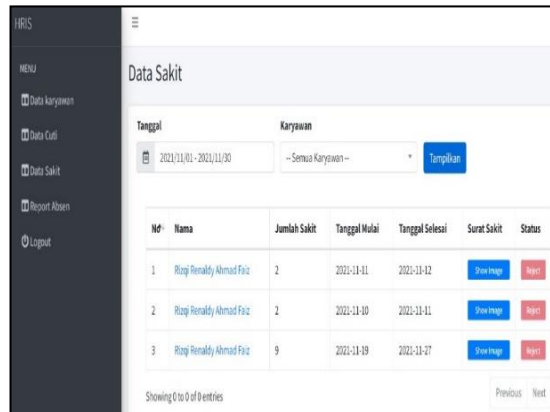 HRIS
MENU
Data karyawan
Data Cuti
Data Sakit
Report Absen
Logout
Data Sakit
Tanggal Karyawan
2021/11/01 - 2021/11/30 -- Semua Karyawan -- Tampilkan
No Nama Jumlah Sakit Tanggal Mulai Tanggal Selesai Surat Sakit Status
1 Rizqi Renaldy Ahmad Faiz 2 2021-11-11 2021-11-12 Show Image Reject
2 Rizqi Renaldy Ahmad Faiz 2 2021-11-10 2021-11-11 Show Image Reject
3 Rizqi Renaldy Ahmad Faiz 9 2021-11-19 2021-11-27 Show Image Reject
Showing 0 to 0 of 0 entries Previous Next